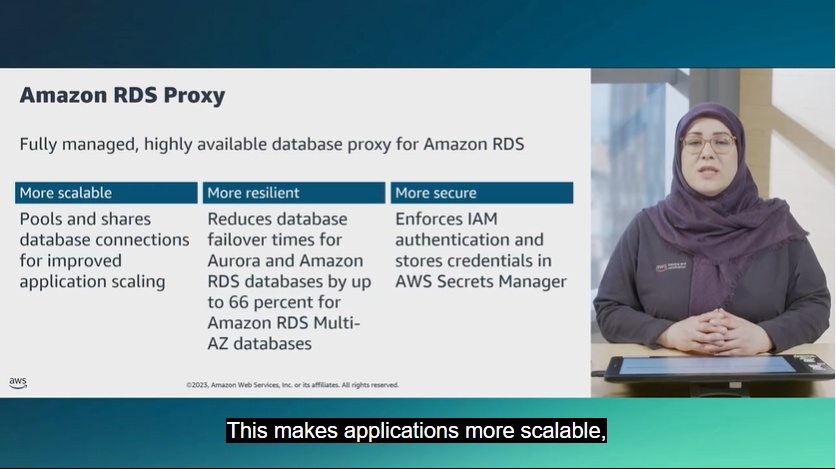 Amazon RDS Proxy
Fully managed, highly available database proxy for Amazon RDS
More scalable
Pools and shares
database connections
for improved
application scaling
More resilient
Reduces database
failover times for
Aurora and Amazon
RDS databases by up
to 66 percent for
Amazon RDS Multi-
AZ databases
More secure
Enforces IAM
authentication and
stores credentials in
AWS Secrets Manager
aws
aws
©2023, Amazon Web Services, Inc. or its affiliates. All rights reserved.
This makes applications more scalable,